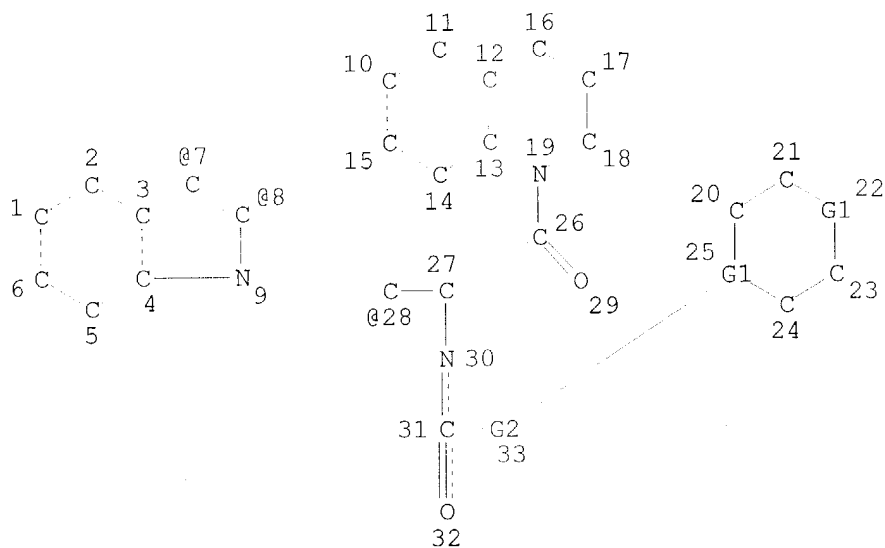 11 16
C C
10 12 17
C C C
@7 15 C C 19 C 18
2 C 13 N 21
1 C 3 C @8 14 20 C 22
C C C 26 C G1
27 C 25
6 C C N C C O G1 C 23
C 4 9 @28 29 C
5 24
N 30
31 C G2
33
O
32